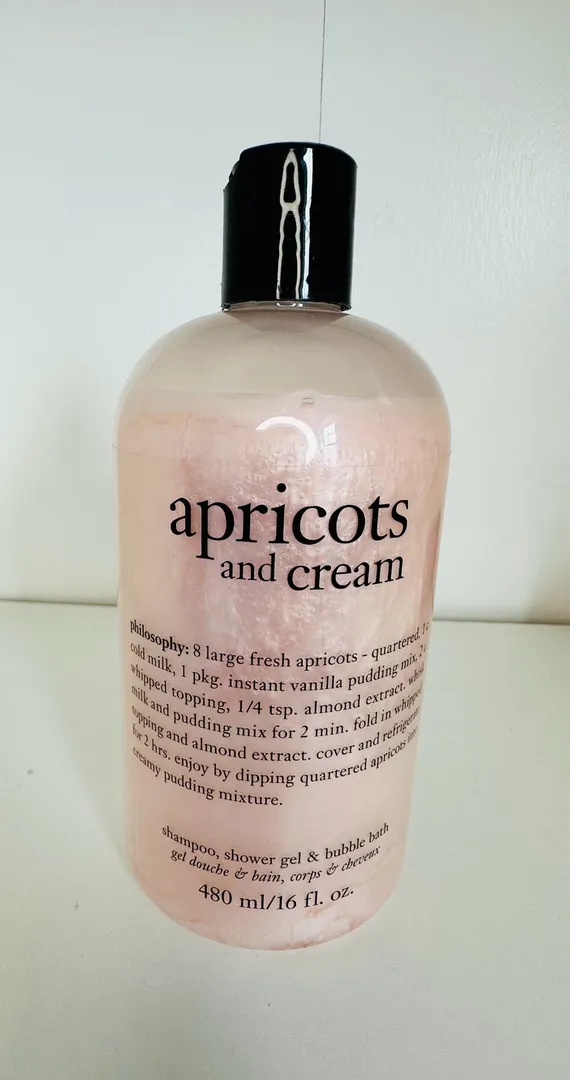 apricots
and cream
philosophy: 8 large fresh apricots - quartered, 1
cold milk, 1 pkg. instant vanilla pudding mix, 2
whipped topping, 1/4 tsp. almond extract.
milk and pudding mix for 2 min. fold in whipped
topping and almond extract. cover and
for 2 hrs. enjoy by dipping quartered apricots
creamy pudding mixture.
shampoo, shower gel & bubble bath
gel douche & bain, corps & cheveux
480 ml/16 fl. oz.